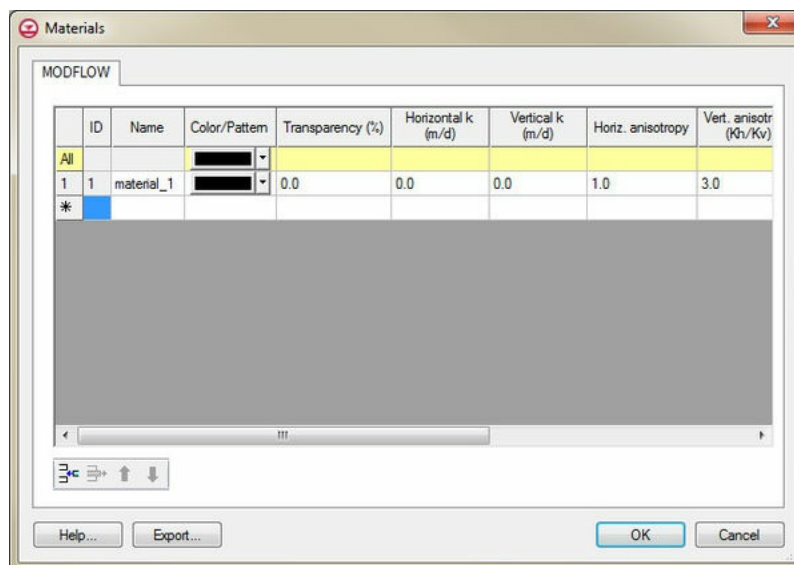 Materials
MODFLOW
ID Name Color/Pattern Transparency (%) Horizontal k (m/d) Vertical k (m/d) Horiz. anisotropy Vert. anisotr (Kh/Kv)
All
1 1 material_1 0.0 0.0 0.0 1.0 3.0
Help... Export... OK Cancel